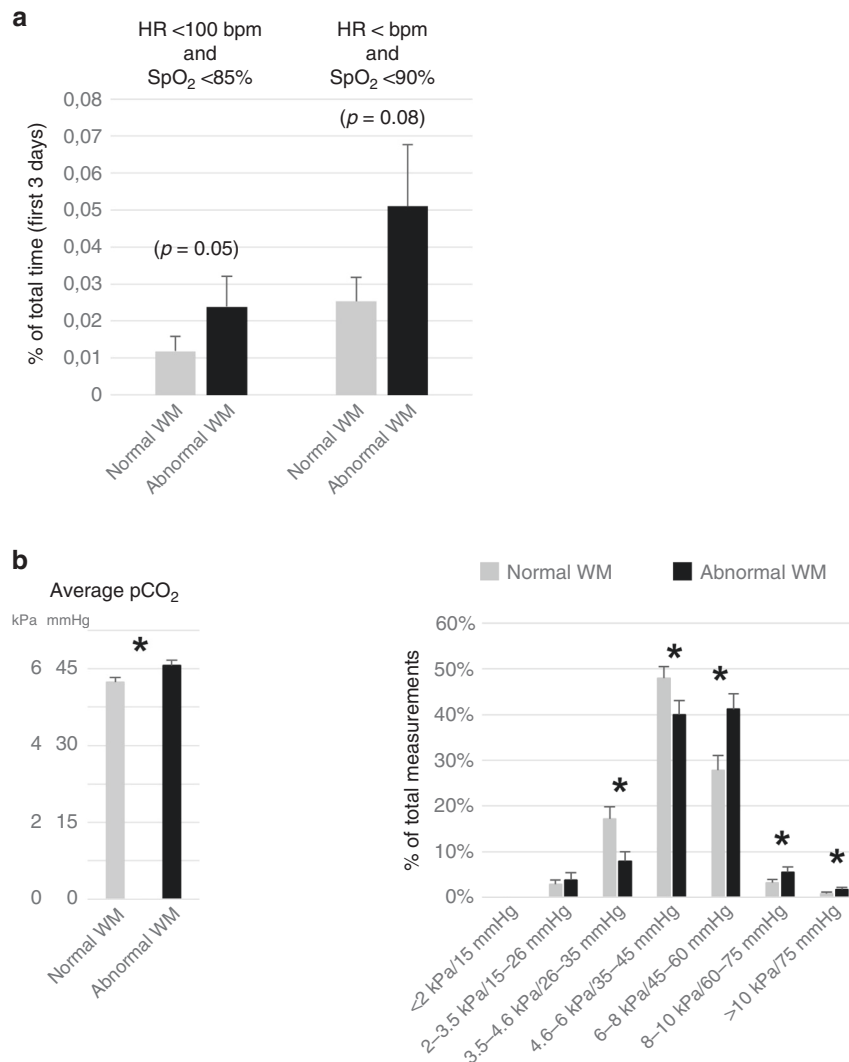 a
HR <100 bpm
and
SpO2 <85%
HR < bpm
and
SpO2 <90%
% of total time (first 3 days)
0,08
0,07
0,06
0,05
0,04
0,03
0,02
0,01
0
(p = 0.05)
(p = 0.08)
Normal WM
Abnormal WM
Normal WM
Abnormal WM
b
Average pCO2
kPa mmHg
*
6 45
4 30
2 15
0 0
Normal WM
Abnormal WM
Normal WM
Abnormal WM
% of total measurements
60%
50%
40%
30%
20%
10%
0%
*
*
*
*
*
<2 kPa/15 mmHg
2–3.5 kPa/15–26 mmHg
3.5–4.6 kPa/26–35 mmHg
4.6–6 kPa/35–45 mmHg
6–8 kPa/45–60 mmHg
8–10 kPa/60–75 mmHg
>10 kPa/75 mmHg